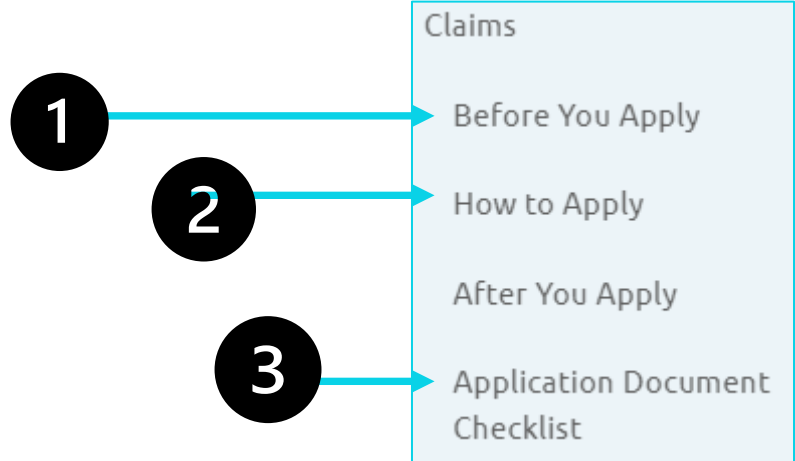 Claims
1
Before You Apply
2
How to Apply
After You Apply
3
Application Document
Checklist